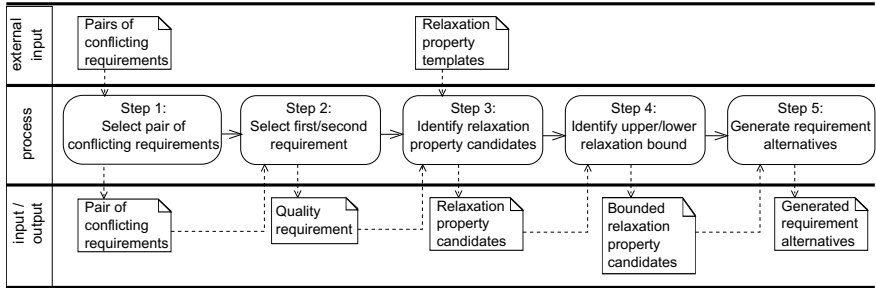 external
input
Pairs of
conflicting
requirements
Relaxation
property
templates
process
Step 1:
Select pair of
conflicting requirements
Step 2:
Select first/second
requirement
Step 3:
Identify relaxation
property candidates
Step 4:
Identify upper/lower
relaxation bound
Step 5:
Generate requirement
alternatives
input /
output
Pair of
conflicting
requirements
Quality
requirement
Relaxation
property
candidates
Bounded
relaxation
property
candidates
Generated
requirement
alternatives